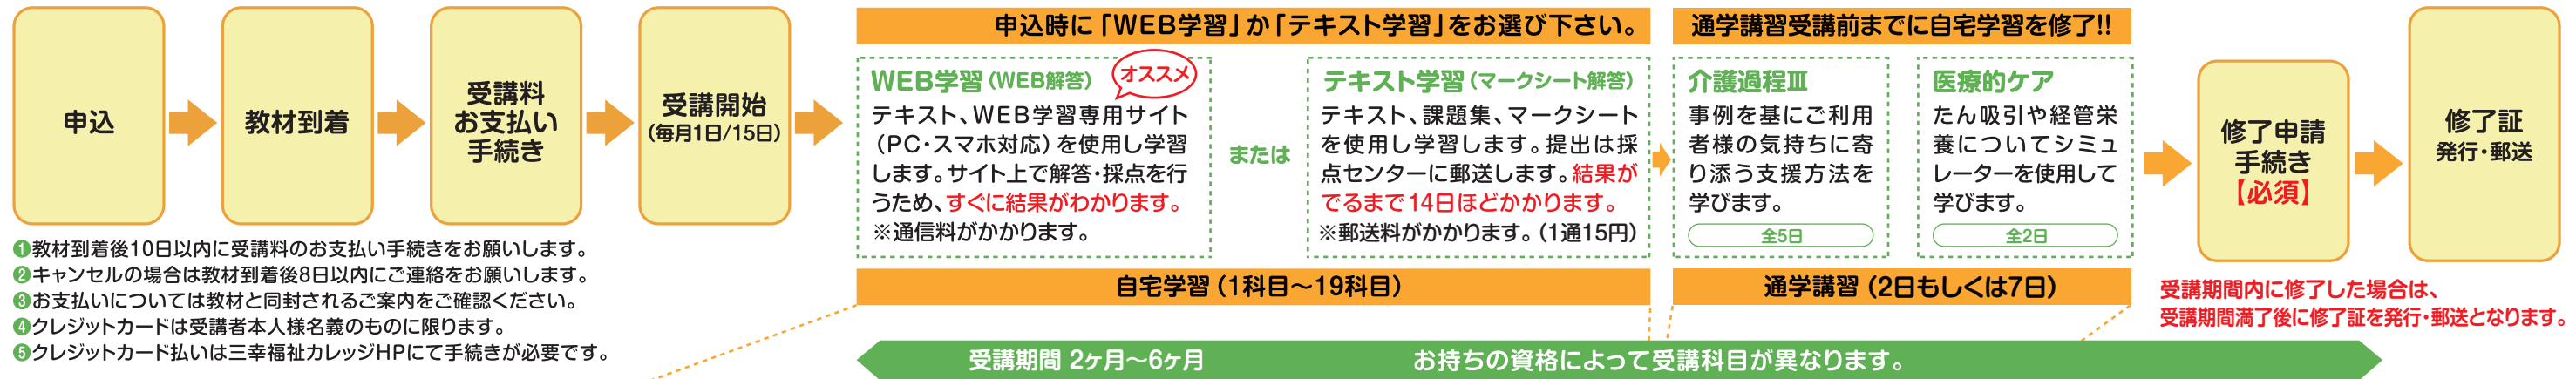 申込
教材到着
受講料
お支払い
手続き
受講開始
(毎月1日/15日)
申込時に「WEB学習」か「テキスト学習」をお選び下さい。
WEB学習(WEB解答)
オススメ
テキスト、WEB学習専用サイト
(PC・スマホ対応)を使用し学習
します。サイト上で解答・採点を行
うため、すぐに結果がわかります。
※通信料がかかります。
または
テキスト学習(マークシート解答)
テキスト、課題集、マークシート
を使用し学習します。提出は採
点センターに郵送します。結果が
でるまで14日ほどかかります。
※郵送料がかかります。(1通15円)
自宅学習(1科目〜19科目)
通学講習受講前までに自宅学習を修了!!
介護過程Ⅲ
事例を基にご利用
者様の気持ちに寄
り添う支援方法を
学びます。
全5日
医療的ケア
たん吸引や経管栄
養についてシミュ
レーターを使用して
学びます。
全2日
通学講習(2日もしくは7日)
修了申請
手続き
【必須】
修了証
発行・郵送
❶教材到着後10日以内に受講料のお支払い手続きをお願いします。
❷キャンセルの場合は教材到着後8日以内にご連絡をお願いします。
❸お支払いについては教材と同封されるご案内をご確認ください。
❹クレジットカードは受講者本人様名義のものに限ります。
❺クレジットカード払いは三幸福祉カレッジHPにて手続きが必要です。
受講期間内に修了した場合は、
受講期間満了後に修了証を発行・郵送となります。
受講期間 2ヶ月〜6ヶ月 お持ちの資格によって受講科目が異なります。